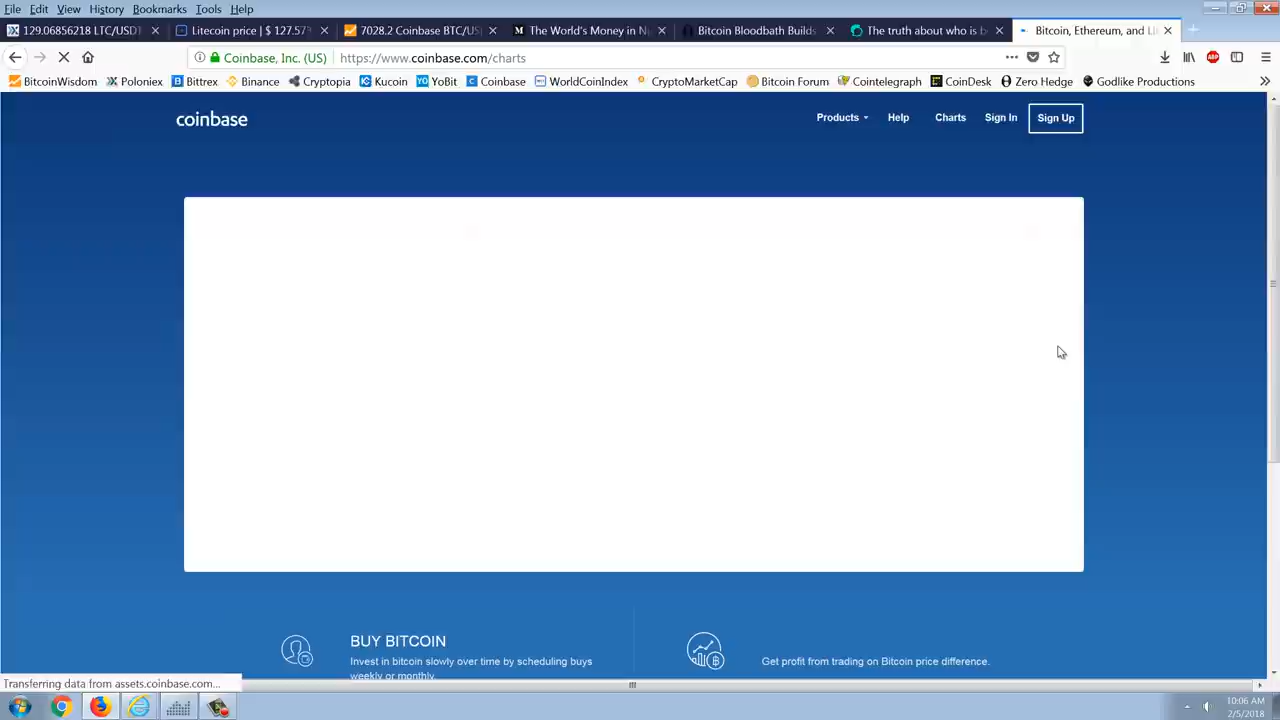 File Edit View History Bookmarks Tools Help
129.06856218 LTC/USDT
Litecoin price | $ 127.57
7028.2 Coinbase BTC/US
The World's Money in N
Bitcoin Bloodbath Builds
The truth about who is b
Bitcoin, Ethereum, and Li
Coinbase, Inc. (US) https://www.coinbase.com/charts
ABP
BitcoinWisdom Poloniex Bittrex Binance Cryptopia Kucoin YoBit Coinbase WorldCoinIndex CryptoMarketCap Bitcoin Forum Cointelegraph CoinDesk Zero Hedge Godlike Productions
coinbase
Products Help Charts Sign In Sign Up
BUY BITCOIN
Invest in bitcoin slowly over time by scheduling buys
weekly or monthly.
Get profit from trading on Bitcoin price difference.
Transferring data from assets.coinbase.com...
10:06 AM
2/5/2018